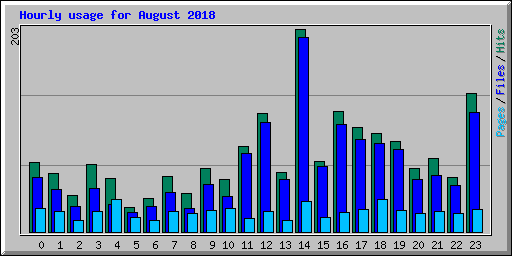 Hourly usage for August 2018
203
Pages / Files / Hits
0 1 2 3 4 5 6 7 8 9 10 11 12 13 14 15 16 17 18 19 20 21 22 23